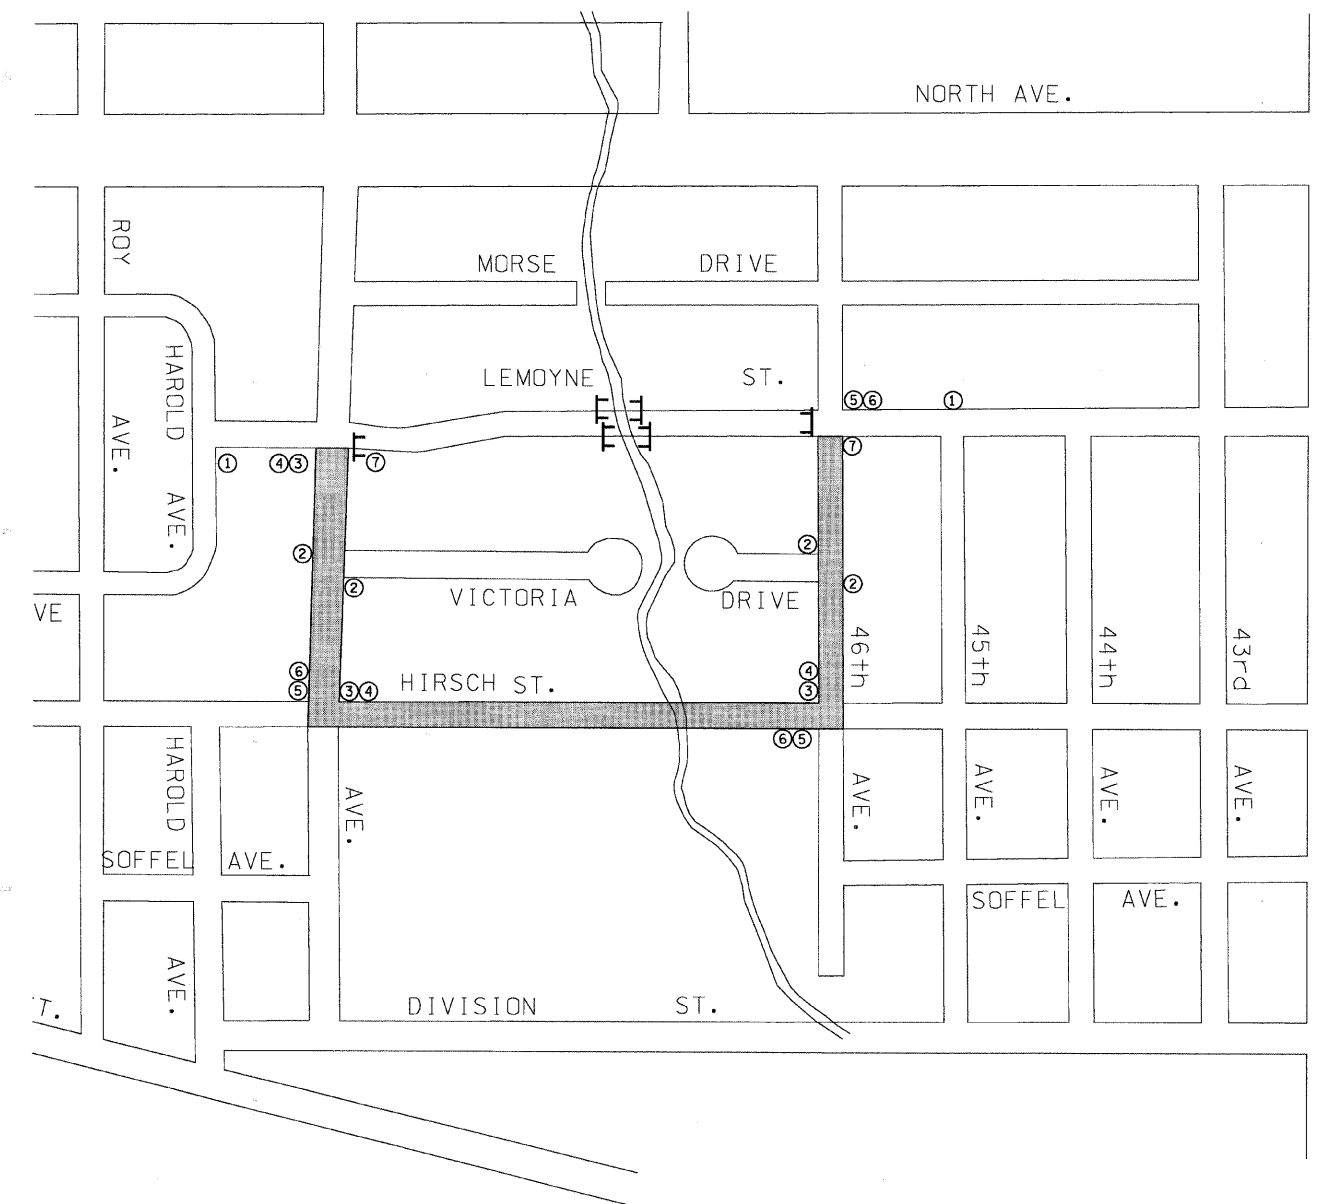 NORTH AVE.
ROY
AVE.
MORSE DRIVE
HAROLD AVE.
LEMOYNE ST.
5 6 1
1 4 3 7
7
2 2
2 2
VICTORIA DRIVE
VE
46th
45th
44th
43rd
6
5
3 4
HIRSCH ST.
4
3
6 5
HAROLD
AVE.
AVE.
AVE.
AVE.
AVE.
SOFFEL AVE.
SOFFEL AVE.
AVE.
DIVISION ST.
T.